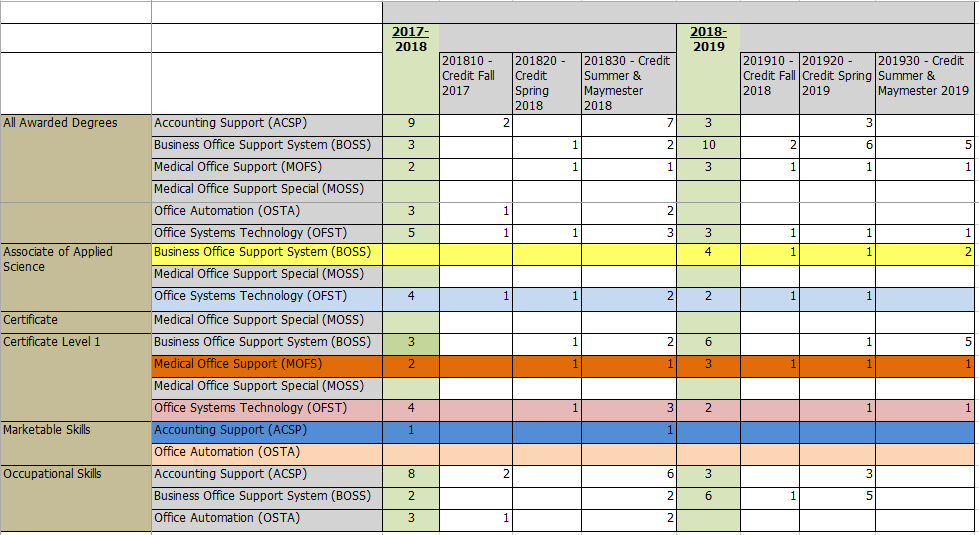 2017-2018 2018-2019
201810 - Credit Fall 2017 201820 - Credit Spring 2018 201830 - Credit Summer & Maymester 2018 201910 - Credit Fall 2018 201920 - Credit Spring 2019 201930 - Credit Summer & Maymester 2019
All Awarded Degrees Accounting Support (ACSP) 9 2 7 3 3
Business Office Support System (BOSS) 3 1 2 10 2 6 5
Medical Office Support (MOFS) 2 1 1 3 1 1 1
Medical Office Support Special (MOSS)
Office Automation (OSTA) 3 1 2
Office Systems Technology (OFST) 5 1 1 3 3 1 1 1
Associate of Applied Science Business Office Support System (BOSS) 4 1 1 2
Medical Office Support Special (MOSS)
Office Systems Technology (OFST) 4 1 1 2 2 1 1
Certificate Medical Office Support Special (MOSS)
Certificate Level 1 Business Office Support System (BOSS) 3 1 2 6 1 5
Medical Office Support (MOFS) 2 1 1 3 1 1 1
Medical Office Support Special (MOSS)
Office Systems Technology (OFST) 4 1 3 2 1 1
Marketable Skills Accounting Support (ACSP) 1 1
Office Automation (OSTA)
Occupational Skills Accounting Support (ACSP) 8 2 6 3 3
Business Office Support System (BOSS) 2 2 6 1 5
Office Automation (OSTA) 3 1 2